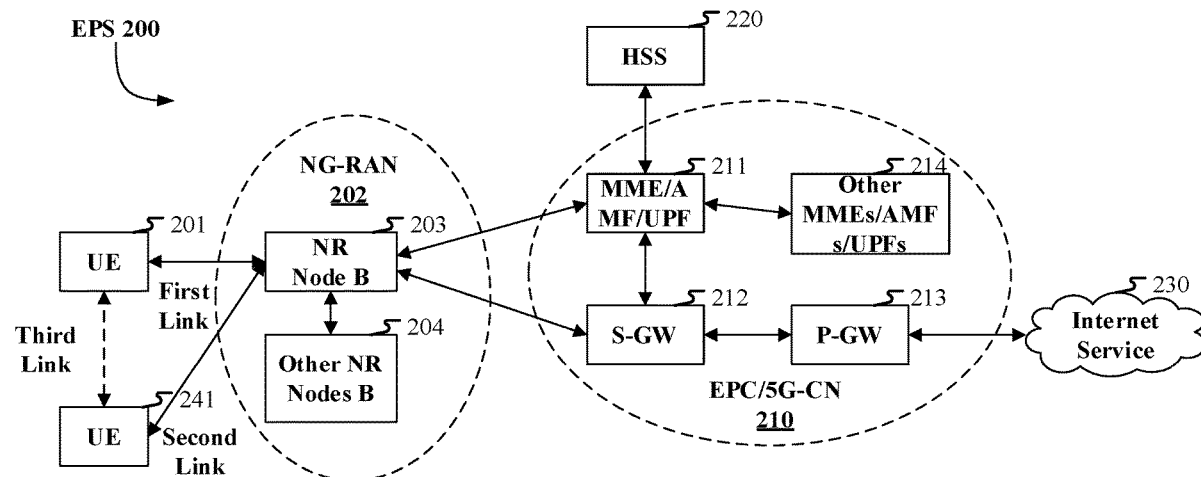 EPS 200
220
HSS
NG-RAN
202
211
MME/A
MF/UPF
214
Other
MMEs/AMF
s/UPFs
201
UE
203
NR
Node B
First
Link
Third
Link
204
Other NR
Nodes B
212
S-GW
213
P-GW
230
Internet
Service
241
UE
Second
Link
EPC/5G-CN
210